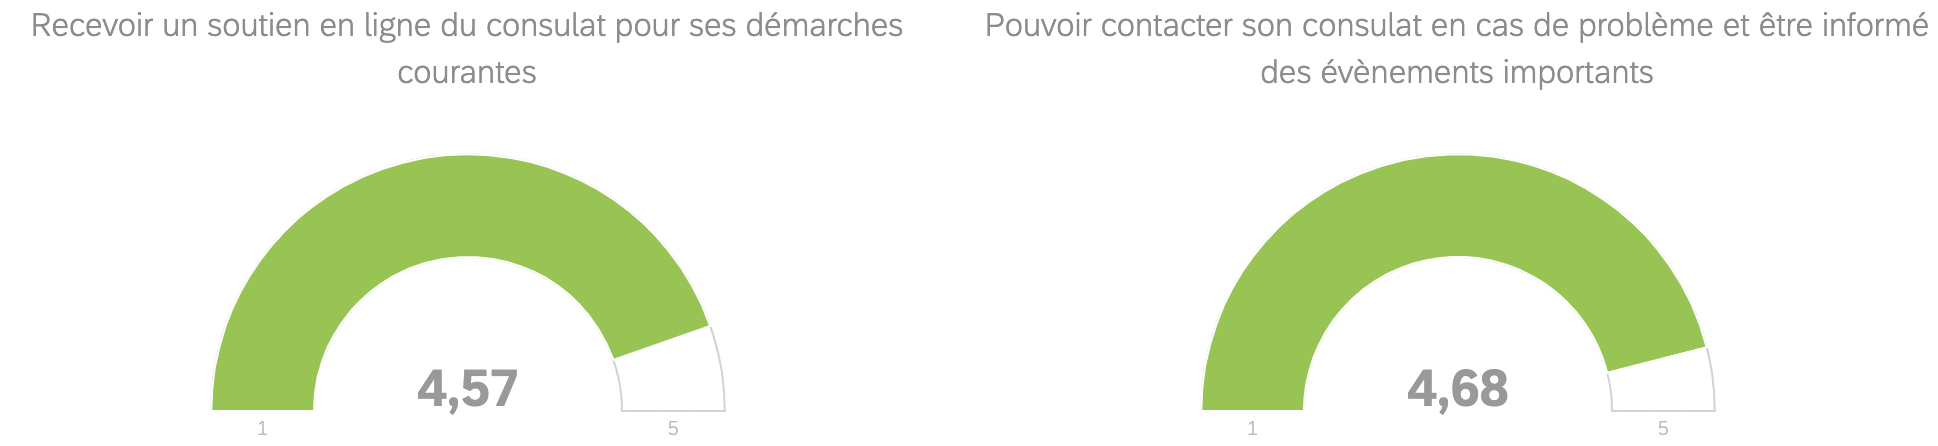 Recevoir un soutien en ligne du consulat pour ses démarches
courantes
4,57
1
5
Pouvoir contacter son consulat en cas de problème et être informé
des évènements importants
4,68
1
5